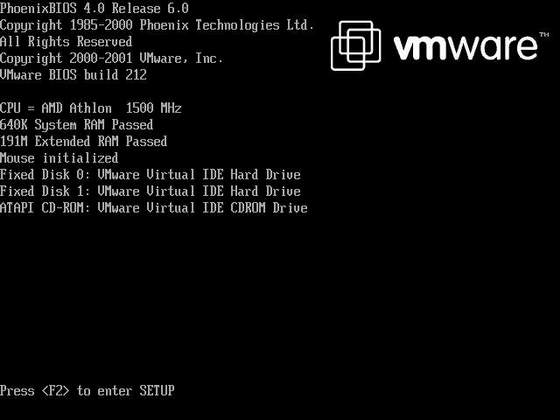 PhoenixBIOS 4.0 Release 6.0
Copyright 1985-2000 Phoenix Technologies Ltd.
All Rights Reserved
Copyright 2000-2001 VMware, Inc.
VMware BIOS build 212
vmware™
CPU = AMD Athlon  1500 MHz
640K System RAM Passed
191M Extended RAM Passed
Mouse initialized
Fixed Disk 0: VMware Virtual IDE Hard Drive
Fixed Disk 1: VMware Virtual IDE Hard Drive
ATAPI CD-ROM: VMware Virtual IDE CDROM Drive
Press <F2> to enter SETUP